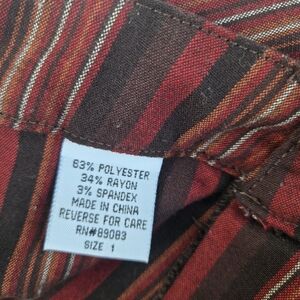 63% POLYESTER
34% RAYON
3% SPANDEX
MADE IN CHINA
REVERSE FOR CARE
RN#89083
SIZE 1